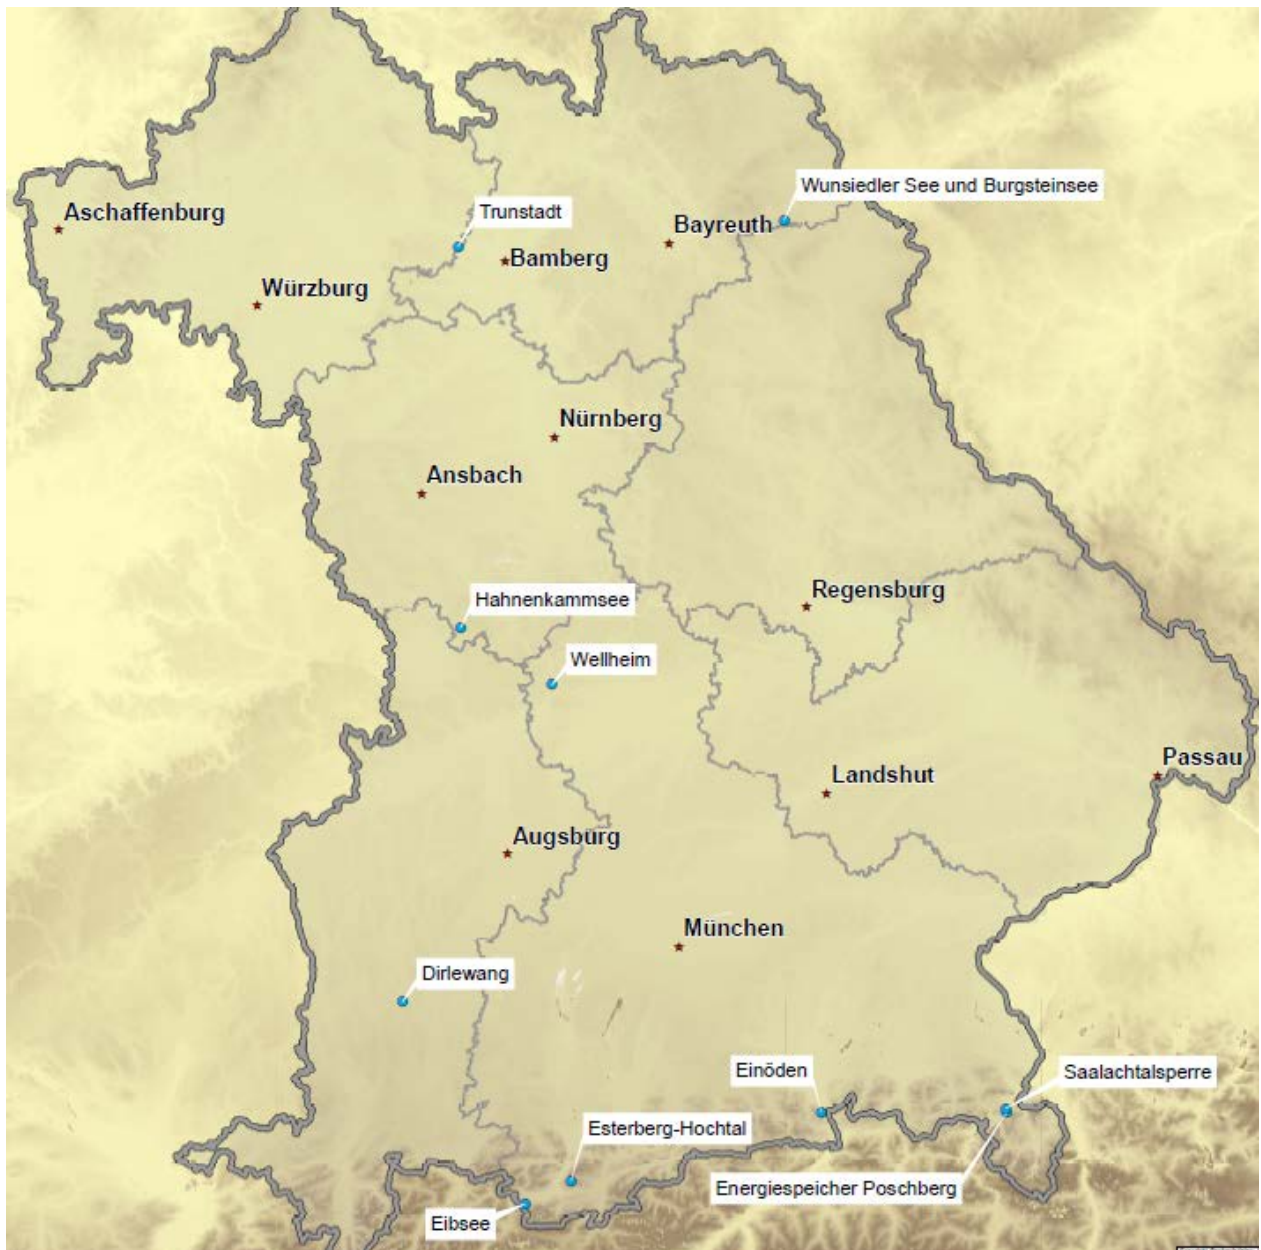 Wunsiedler See und Burgsteinsee
Aschaffenburg
Trunstadt
Bayreuth
Bamberg
Würzburg
Nürnberg
Ansbach
Regensburg
Hahnenkammsee
Wellheim
Passau
Landshut
Augsburg
München
Dirlewang
Einöden
Saalachtalsperre
Esterberg-Hochtal
Energiespeicher Poschberg
Eibsee